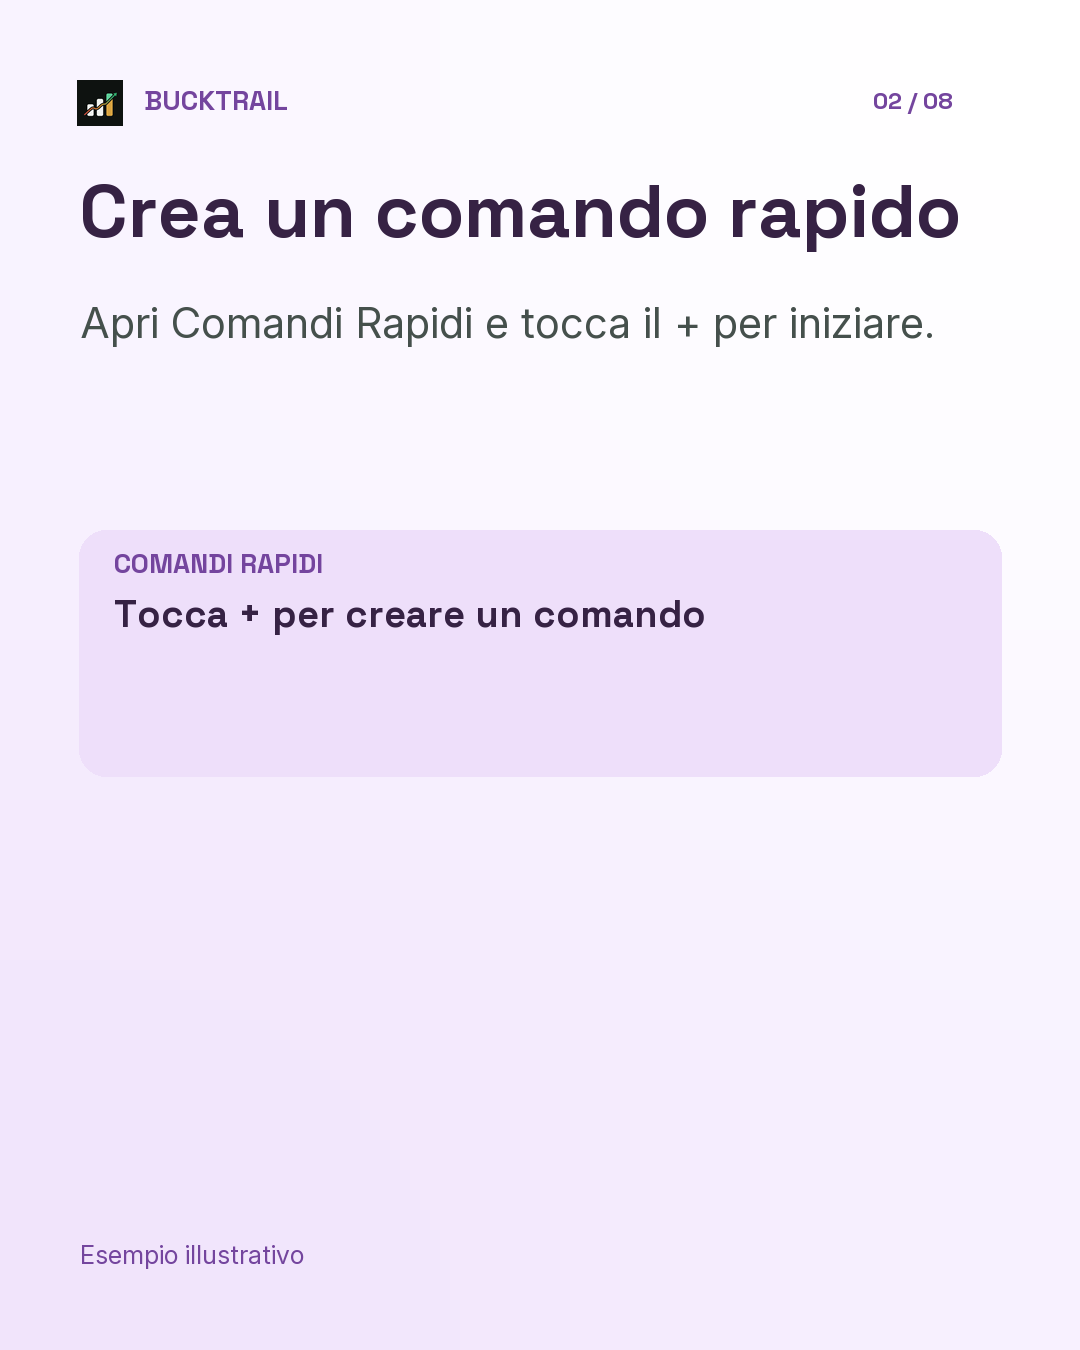 BUCKTRAIL
02 / 08
Crea un comando rapido
Apri Comandi Rapidi e tocca il + per iniziare.
COMANDI RAPIDI
Tocca + per creare un comando
Esempio illustrativo